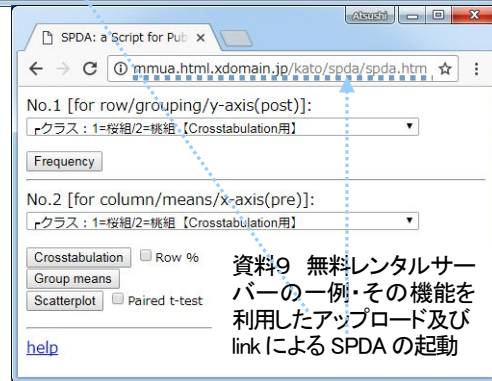 Atsushi
SPDA: a Script for Pub
mmua.html.xdomain.jp/kato/spda/spda.htm
No.1 [for row/grouping/y-axis(post)]:
┏クラス：1=桜組/2=桃組【Crosstabulation用】
Frequency
No.2 [for column/means/x-axis(pre)]:
┏クラス：1=桜組/2=桃組【Crosstabulation用】
Crosstabulation Row %
Group means
Scatterplot Paired t-test
help
資料９　無料レンタルサー
バーの一例・その機能を
利用したアップロード及び
link による SPDA の起動